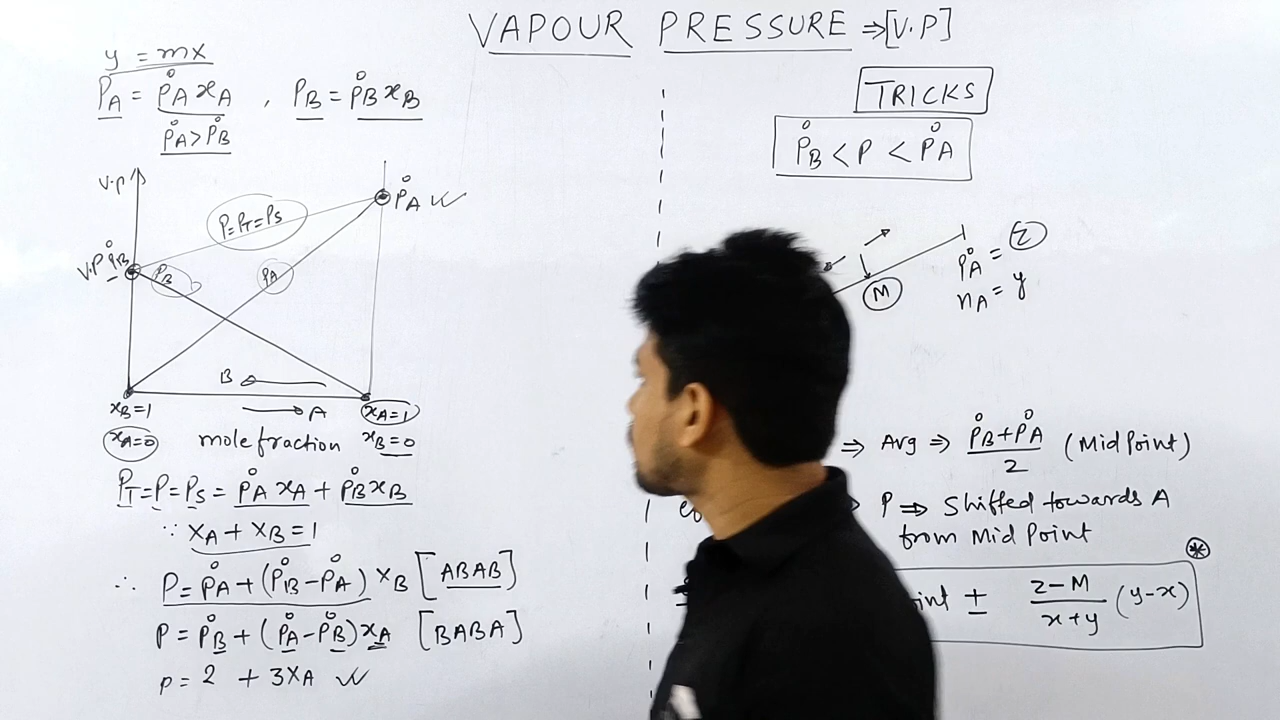 VAPOUR PRESSURE ⇒[V.P]
y = mx
P_A = P°_A x_A , P_B = P°_B x_B
P°_A > P°_B
V.P
P°_A
P=P_T=P_S
V.P P°_B
P_B
P_A
B
A
x_B=1
x_A=1
x_A=0 mole fraction x_B=0
P_T=P=P_S = P°_A x_A + P°_B x_B
∵ x_A + x_B = 1
∴ P = P°_A + (P°_B - P°_A) x_B [ABAB]
P = P°_B + (P°_A - P°_B) x_A [BABA]
P = 2 + 3x_A
TRICKS
P°_B < P < P°_A
P°_A = z
M
n_A = y
⇒ Avg ⇒ (P°_B + P°_A)/2 (Mid Point)
P ⇒ Shifted towards A
from Mid Point
± (z-M)/(x+y) (y-x)